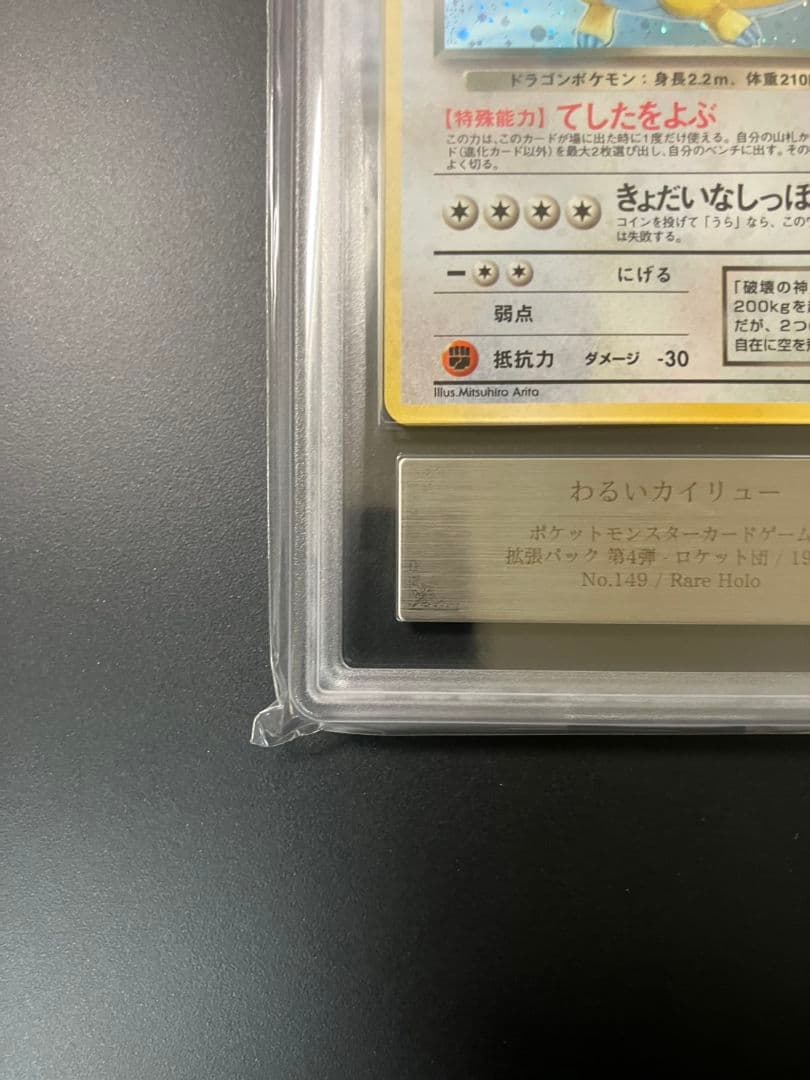 ドラゴンポケモン：身長2.2m、体重210
【特殊能力】てしたをよぶ
この力は、このカードが場に出た時に1度だけ使える。自分の山札か
ド（進化カード以外）を最大2枚選び出し、自分のベンチに出す。その
よく切る。
きょだいなしっぽ
コインを投げて「うら」なら、この
は失敗する。
にげる
弱点
抵抗力 ダメージ -30
「破壊の神
200kgを
だが、2つ
自在に空を
Illus.Mitsuhiro Arita
わるいカイリュー
ポケットモンスターカードゲーム
拡張パック 第4弾 - ロケット団 / 19
No.149 / Rare Holo